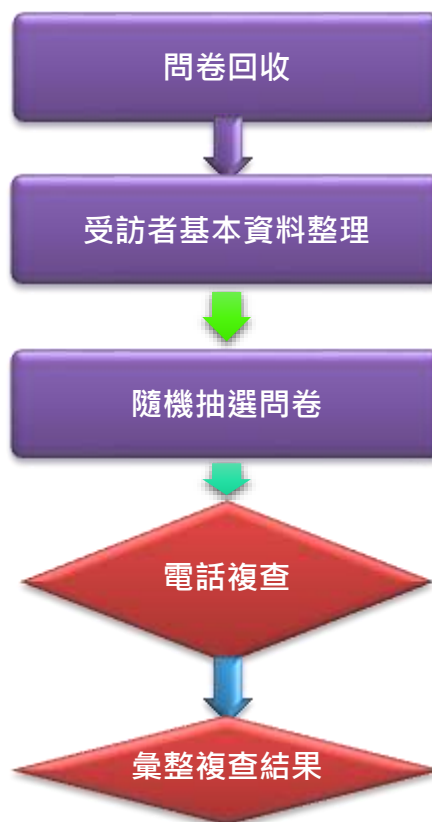 問卷回收
受訪者基本資料整理
隨機抽選問卷
電話複查
彙整複查結果